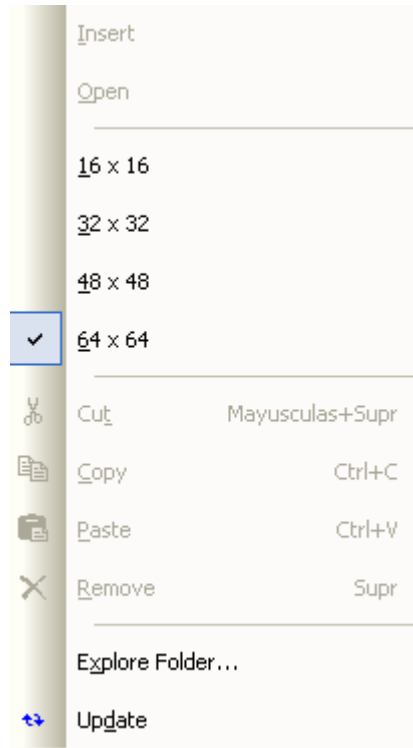 Insert
Open
16 x 16
32 x 32
48 x 48
64 x 64
Cut Mayusculas+Supr
Copy Ctrl+C
Paste Ctrl+V
Remove Supr
Explore Folder...
Update